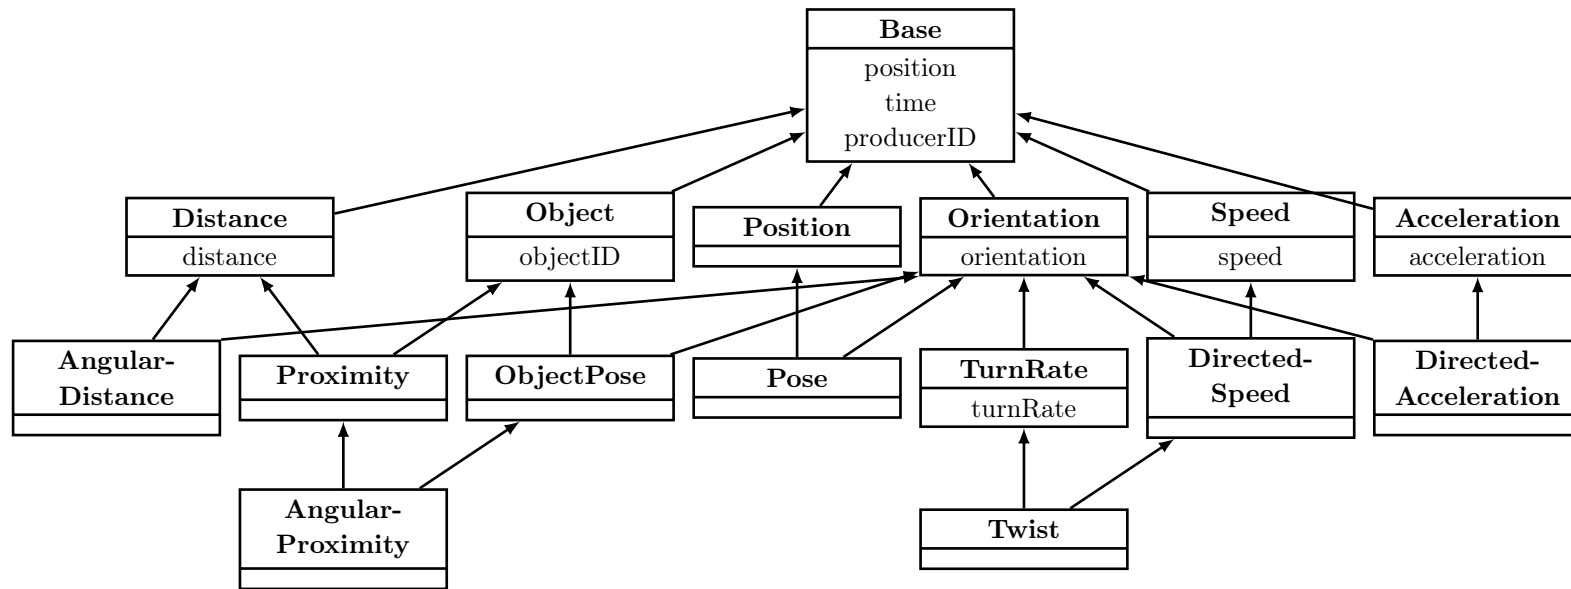 Base
position
time
producerID
Distance
distance
Object
objectID
Position
Orientation
orientation
Speed
speed
Acceleration
acceleration
Angular-
Distance
Proximity
ObjectPose
Pose
TurnRate
turnRate
Directed-
Speed
Directed-
Acceleration
Angular-
Proximity
Twist